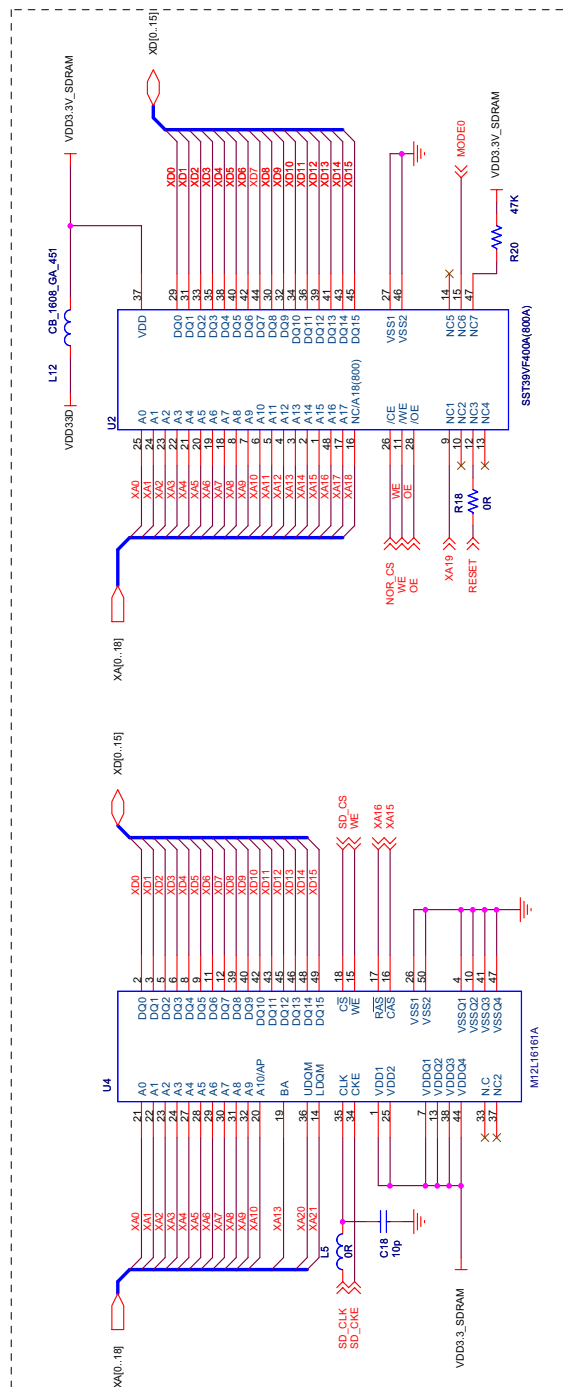 XA[0..18]
XA0
XA1
XA2
XA3
XA4
XA5
XA6
XA7
XA8
XA9
XA10
XA13
XA20
XA21
L5
0R
SD_CLK
SD_CKE
C18
10p
VDD3.3_SDRAM
U4
21 A0 DQ0 2
22 A1 DQ1 3
23 A2 DQ2 5
24 A3 DQ3 6
27 A4 DQ4 8
28 A5 DQ5 9
29 A6 DQ6 11
30 A7 DQ7 12
31 A8 DQ8 39
32 A9 DQ9 40
20 A10/AP DQ10 42
DQ11 43
19 BA DQ12 45
DQ13 46
36 UDQM DQ14 48
14 LDQM DQ15 49
35 CLK CS 18
34 CKE WE 15
1 VDD1 RAS 17
25 VDD2 CAS 16
VSS1 26
VSS2 50
7 VDDQ1
13 VDDQ2
38 VDDQ3
44 VDDQ4
VSSQ1 4
VSSQ2 10
VSSQ3 41
VSSQ4 47
33 N.C
37 NC2
M12L16161A
XD[0..15]
XD0
XD1
XD2
XD3
XD4
XD5
XD6
XD7
XD8
XD9
XD10
XD11
XD12
XD13
XD14
XD15
SD_CS
WE
XA16
XA15
XA[0..18]
XA0
XA1
XA2
XA3
XA4
XA5
XA6
XA7
XA8
XA9
XA10
XA11
XA12
XA13
XA14
XA15
XA16
XA17
XA18
NOR_CS
WE WE
OE OE
XA19
RESET
R18
0R
VDD33D
L12
CB_1608_GA_451
VDD3.3V_SDRAM
U2
25 A0 VDD 37
24 A1
23 A2
22 A3 DQ0 29
21 A4 DQ1 31
20 A5 DQ2 33
19 A6 DQ3 35
18 A7 DQ4 38
8 A8 DQ5 40
7 A9 DQ6 42
6 A10 DQ7 44
5 A11 DQ8 30
4 A12 DQ9 32
3 A13 DQ10 34
2 A14 DQ11 36
1 A15 DQ12 39
48 A16 DQ13 41
17 A17 DQ14 43
16 NC/A18(800) DQ15 45
26 /CE VSS1 27
11 /WE VSS2 46
28 /OE
9 NC1 NC5 14
10 NC2 NC6 15
12 NC3 NC7 47
13 NC4
SST39VF400A(800A)
XD[0..15]
XD0
XD1
XD2
XD3
XD4
XD5
XD6
XD7
XD8
XD9
XD10
XD11
XD12
XD13
XD14
XD15
MODE0
R20
47K
VDD3.3V_SDRAM